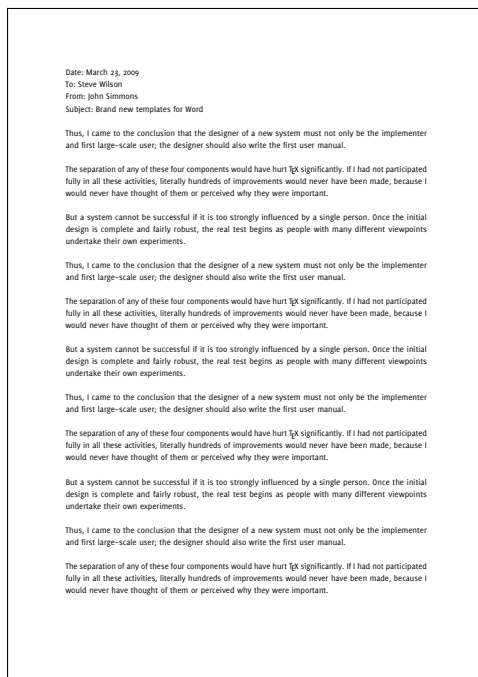 Date: March 23, 2009
To: Steve Wilson
From: John Simmons
Subject: Brand new templates for Word
Thus, I came to the conclusion that the designer of a new system must not only be the implementer
and first large-scale user; the designer should also write the first user manual.
The separation of any of these four components would have hurt TEX significantly. If I had not participated
fully in all these activities, literally hundreds of improvements would never have been made, because I
would never have thought of them or perceived why they were important.
But a system cannot be successful if it is too strongly influenced by a single person. Once the initial
design is complete and fairly robust, the real test begins as people with many different viewpoints
undertake their own experiments.
Thus, I came to the conclusion that the designer of a new system must not only be the implementer
and first large-scale user; the designer should also write the first user manual.
The separation of any of these four components would have hurt TEX significantly. If I had not participated
fully in all these activities, literally hundreds of improvements would never have been made, because I
would never have thought of them or perceived why they were important.
But a system cannot be successful if it is too strongly influenced by a single person. Once the initial
design is complete and fairly robust, the real test begins as people with many different viewpoints
undertake their own experiments.
Thus, I came to the conclusion that the designer of a new system must not only be the implementer
and first large-scale user; the designer should also write the first user manual.
The separation of any of these four components would have hurt TEX significantly. If I had not participated
fully in all these activities, literally hundreds of improvements would never have been made, because I
would never have thought of them or perceived why they were important.
But a system cannot be successful if it is too strongly influenced by a single person. Once the initial
design is complete and fairly robust, the real test begins as people with many different viewpoints
undertake their own experiments.
Thus, I came to the conclusion that the designer of a new system must not only be the implementer
and first large-scale user; the designer should also write the first user manual.
The separation of any of these four components would have hurt TEX significantly. If I had not participated
fully in all these activities, literally hundreds of improvements would never have been made, because I
would never have thought of them or perceived why they were important.